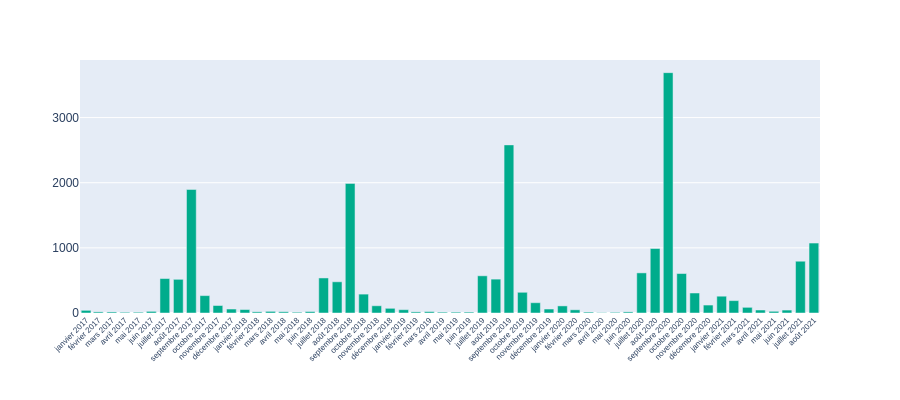 3000
2000
1000
0
janvier 2017
février 2017
mars 2017
avril 2017
mai 2017
juin 2017
juillet 2017
août 2017
septembre 2017
octobre 2017
novembre 2017
décembre 2017
janvier 2018
février 2018
mars 2018
avril 2018
mai 2018
juin 2018
juillet 2018
août 2018
septembre 2018
octobre 2018
novembre 2018
décembre 2018
janvier 2019
février 2019
mars 2019
avril 2019
mai 2019
juin 2019
juillet 2019
août 2019
septembre 2019
octobre 2019
novembre 2019
décembre 2019
janvier 2020
février 2020
mars 2020
avril 2020
mai 2020
juin 2020
juillet 2020
août 2020
septembre 2020
octobre 2020
novembre 2020
décembre 2020
janvier 2021
février 2021
mars 2021
avril 2021
mai 2021
juin 2021
juillet 2021
août 2021